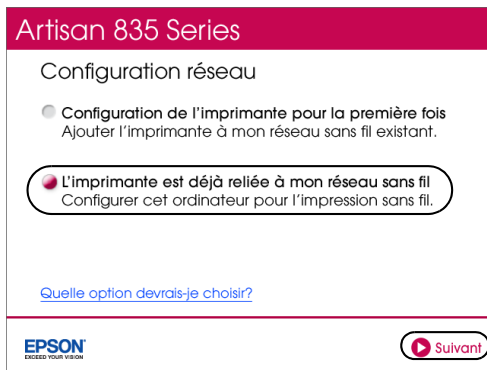 Artisan 835 Series
Configuration réseau
Configuration de l'imprimante pour la première fois
Ajouter l'imprimante à mon réseau sans fil existant.
L'imprimante est déjà reliée à mon réseau sans fil
Configurer cet ordinateur pour l'impression sans fil.
Quelle option devrais-je choisir?
EPSON
EXCEED YOUR VISION
Suivant